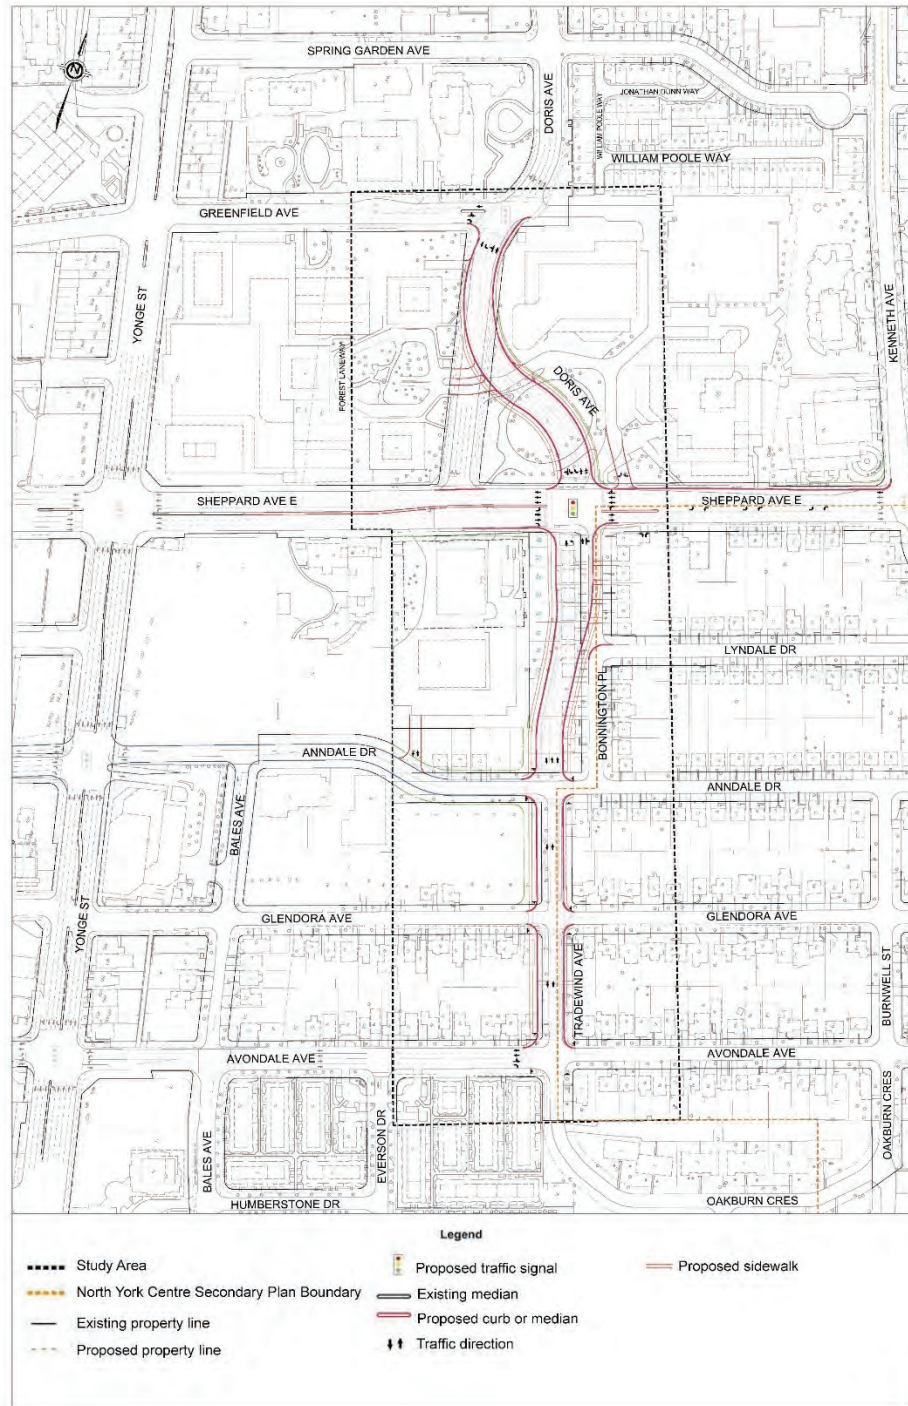 N
SPRING GARDEN AVE
DORIS AVE
JONATHAN DUNN WAY
WILLIAM POOLE WAY
WILLIAM POOLE WAY
GREENFIELD AVE
YONGE ST
KENNETH AVE
FOREST LANEWAY
DORIS AVE
SHEPPARD AVE E
SHEPPARD AVE E
LYNDALE DR
BONNINGTON PL
ANNDALE DR
ANNDALE DR
BALES AVE
GLENDORA AVE
GLENDORA AVE
YONGE ST
TRADEWIND AVE
BURNWELL ST
AVONDALE AVE
AVONDALE AVE
BALES AVE
EVERSON DR
OAKBURN CRES
HUMBERSTONE DR
OAKBURN CRES
Legend
Study Area
North York Centre Secondary Plan Boundary
Existing property line
Proposed property line
Proposed traffic signal
Existing median
Proposed curb or median
Traffic direction
Proposed sidewalk